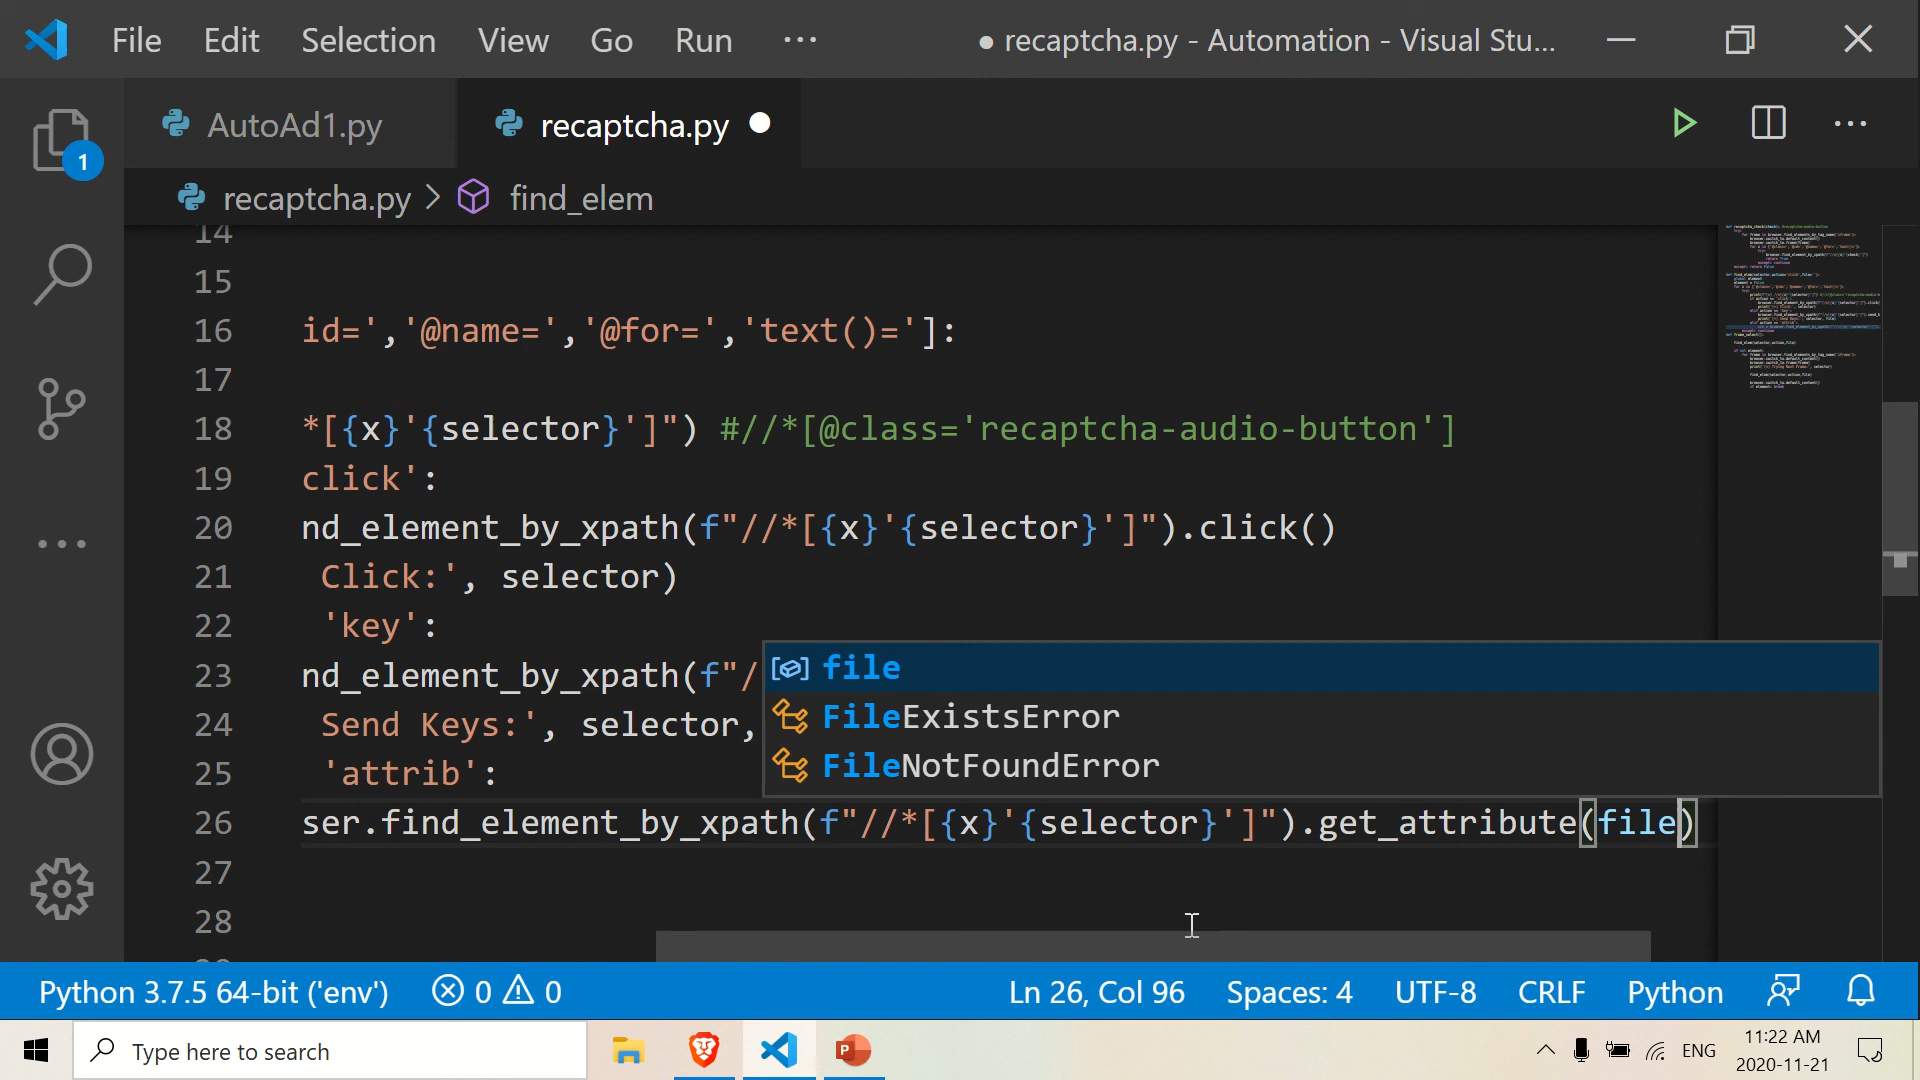 File Edit Selection View Go Run ··· ● recaptcha.py - Automation - Visual Stu...
AutoAd1.py recaptcha.py ●
recaptcha.py > find_elem
1
14
15
16 id=','@name=','@for=','text()=']:
17
18 *[{x}'{selector}']") #//*[@class='recaptcha-audio-button']
19 click':
20 nd_element_by_xpath(f"//*[{x}'{selector}']").click()
21 Click:', selector)
22 'key':
23 nd_element_by_xpath(f"/
24 Send Keys:', selector,
25 'attrib':
26 ser.find_element_by_xpath(f"//*[{x}'{selector}']").get_attribute(file)
27
28
file
FileExistsError
FileNotFoundError
Python 3.7.5 64-bit ('env') 0 0 Ln 26, Col 96 Spaces: 4 UTF-8 CRLF Python
Type here to search
P
ENG
11:22 AM
2020-11-21